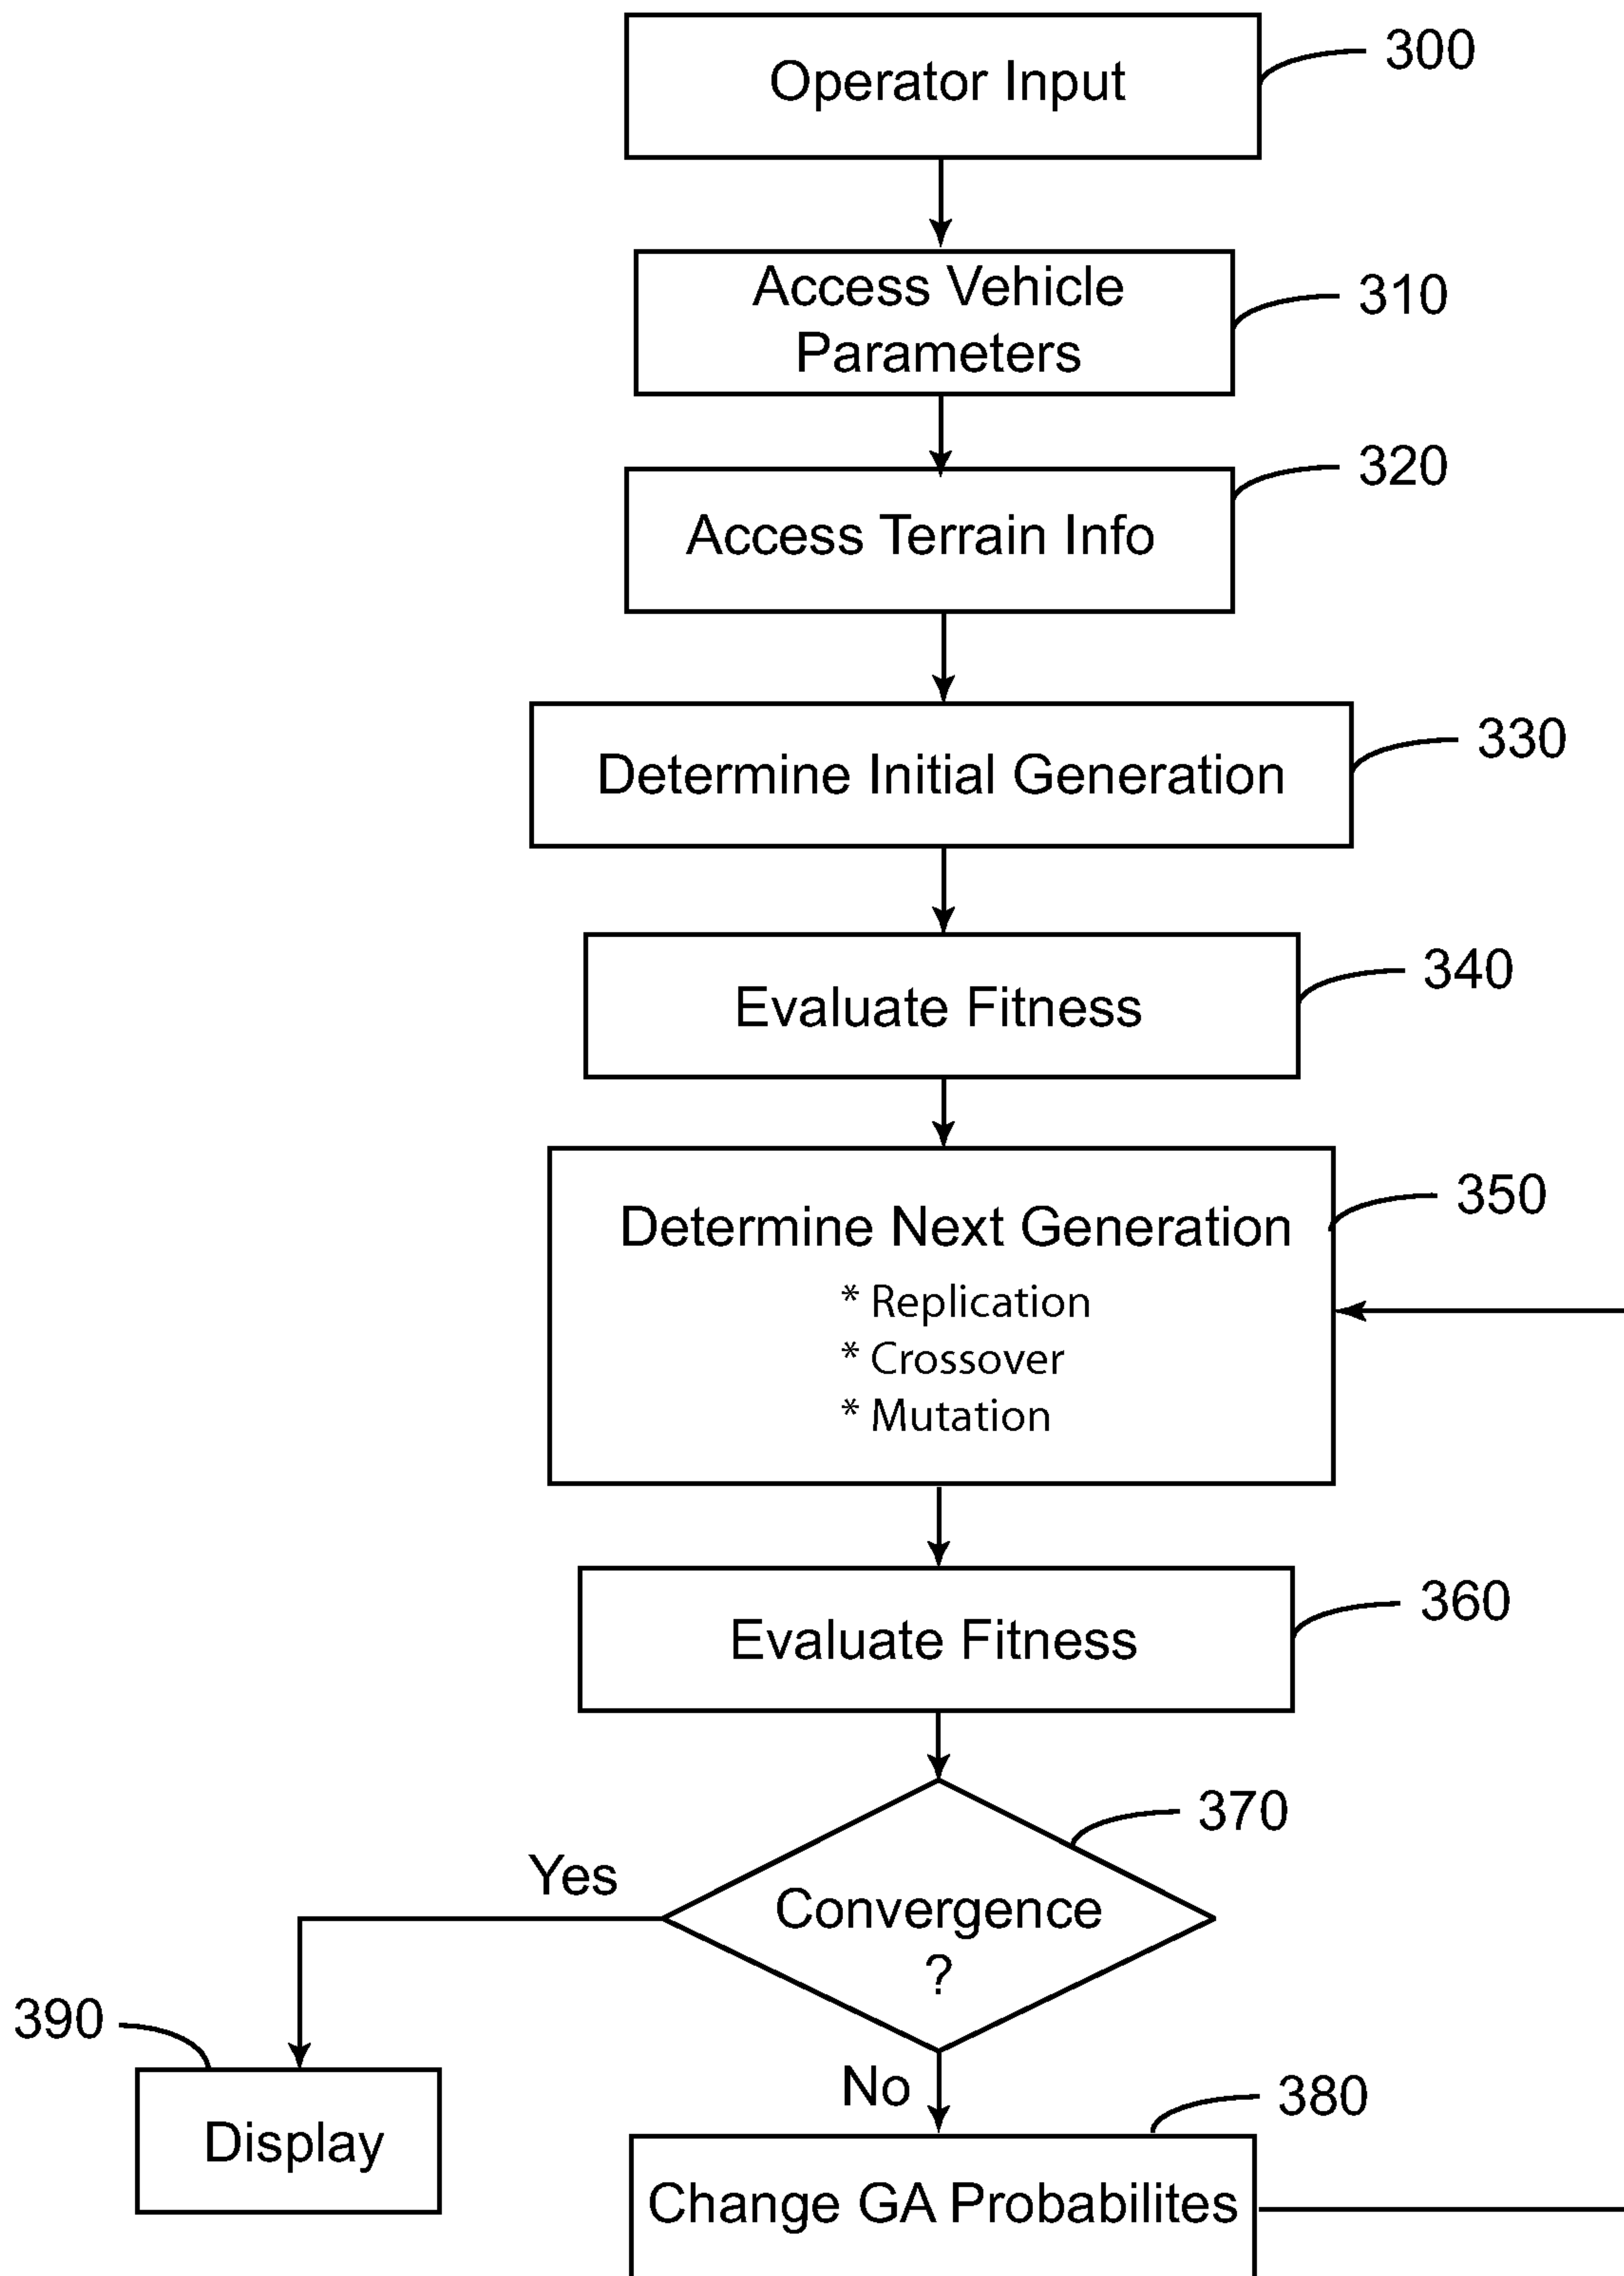 Operator Input
300
Access Vehicle
Parameters
310
Access Terrain Info
320
Determine Initial Generation
330
Evaluate Fitness
340
Determine Next Generation
* Replication
* Crossover
* Mutation
350
Evaluate Fitness
360
Convergence
?
370
Yes
No
390
Display
380
Change GA Probabilites